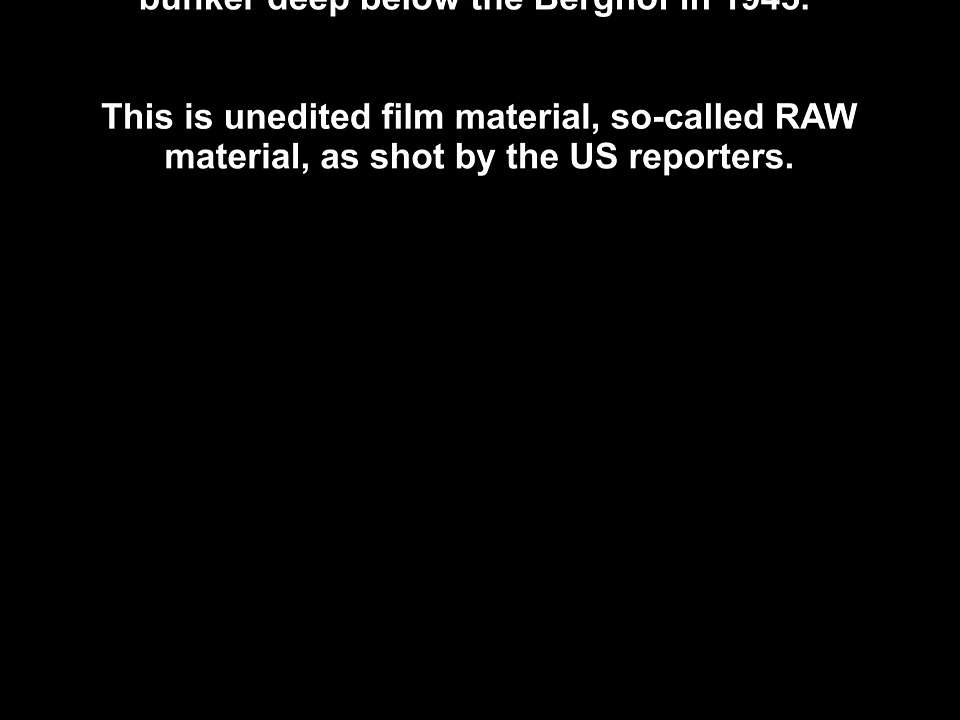 bunker deep below the Berghof in 1945.
This is unedited film material, so-called RAW
material, as shot by the US reporters.